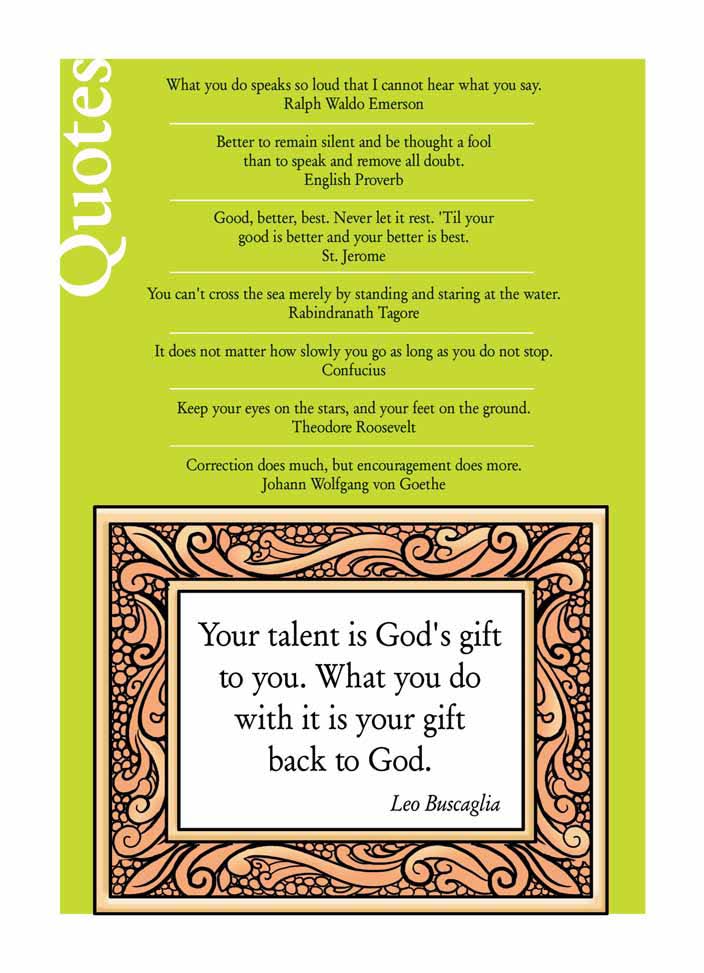 Quotes
What you do speaks so loud that I cannot hear what you say.
Ralph Waldo Emerson
Better to remain silent and be thought a fool
than to speak and remove all doubt.
English Proverb
Good, better, best. Never let it rest. 'Til your
good is better and your better is best.
St. Jerome
You can't cross the sea merely by standing and staring at the water.
Rabindranath Tagore
It does not matter how slowly you go as long as you do not stop.
Confucius
Keep your eyes on the stars, and your feet on the ground.
Theodore Roosevelt
Correction does much, but encouragement does more.
Johann Wolfgang von Goethe
Your talent is God's gift
to you. What you do
with it is your gift
back to God.
Leo Buscaglia